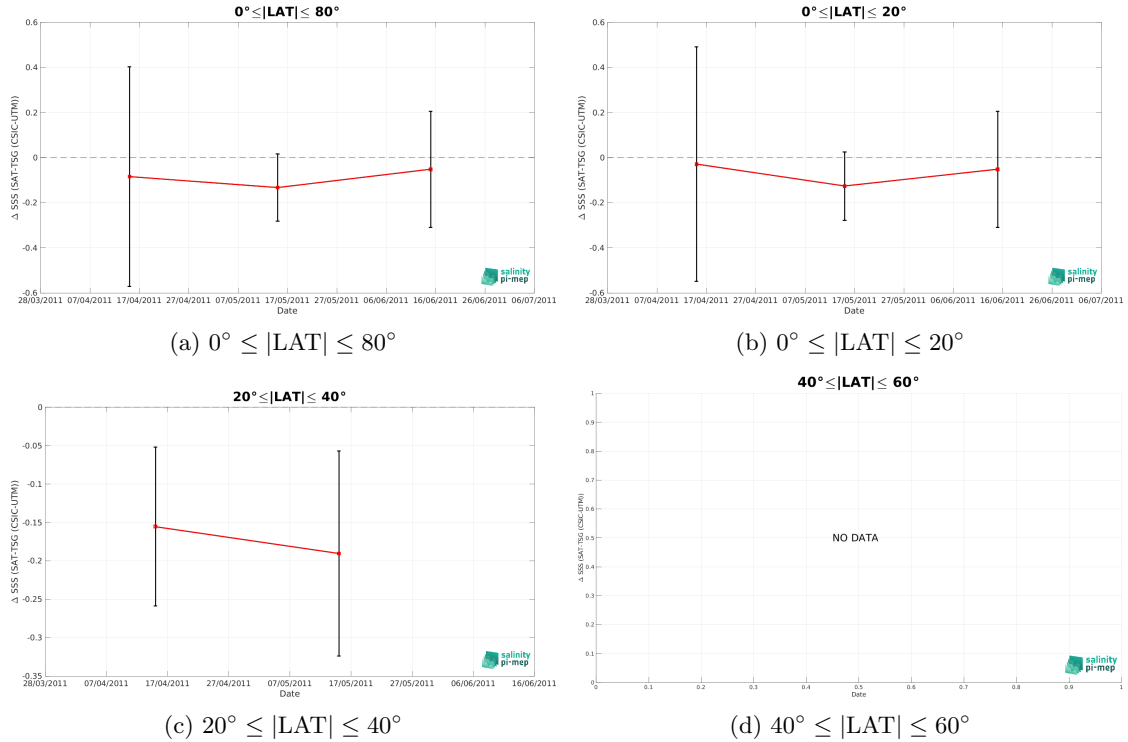 0°≤|LAT|≤ 80°
Δ SSS (SAT-TSG (CSIC-UTM))
0.6
0.4
0.2
0
-0.2
-0.4
-0.6
28/03/2011 07/04/2011 17/04/2011 27/04/2011 07/05/2011 17/05/2011 27/05/2011 06/06/2011 16/06/2011 26/06/2011 06/07/2011
Date
salinity
pi-mep
(a) 0° ≤ |LAT| ≤ 80°
0°≤|LAT|≤ 20°
Δ SSS (SAT-TSG (CSIC-UTM))
0.6
0.4
0.2
0
-0.2
-0.4
-0.6
28/03/2011 07/04/2011 17/04/2011 27/04/2011 07/05/2011 17/05/2011 27/05/2011 06/06/2011 16/06/2011 26/06/2011 06/07/2011
Date
salinity
pi-mep
(b) 0° ≤ |LAT| ≤ 20°
20°≤|LAT|≤ 40°
Δ SSS (SAT-TSG (CSIC-UTM))
0
-0.05
-0.1
-0.15
-0.2
-0.25
-0.3
-0.35
28/03/2011 07/04/2011 17/04/2011 27/04/2011 07/05/2011 17/05/2011 27/05/2011 06/06/2011 16/06/2011
Date
salinity
pi-mep
(c) 20° ≤ |LAT| ≤ 40°
40°≤|LAT|≤ 60°
Δ SSS (SAT-TSG (CSIC-UTM))
1
0.9
0.8
0.7
0.6
0.5
0.4
0.3
0.2
0.1
0
NO DATA
0 0.1 0.2 0.3 0.4 0.5 0.6 0.7 0.8 0.9 1
Date
salinity
pi-mep
(d) 40° ≤ |LAT| ≤ 60°